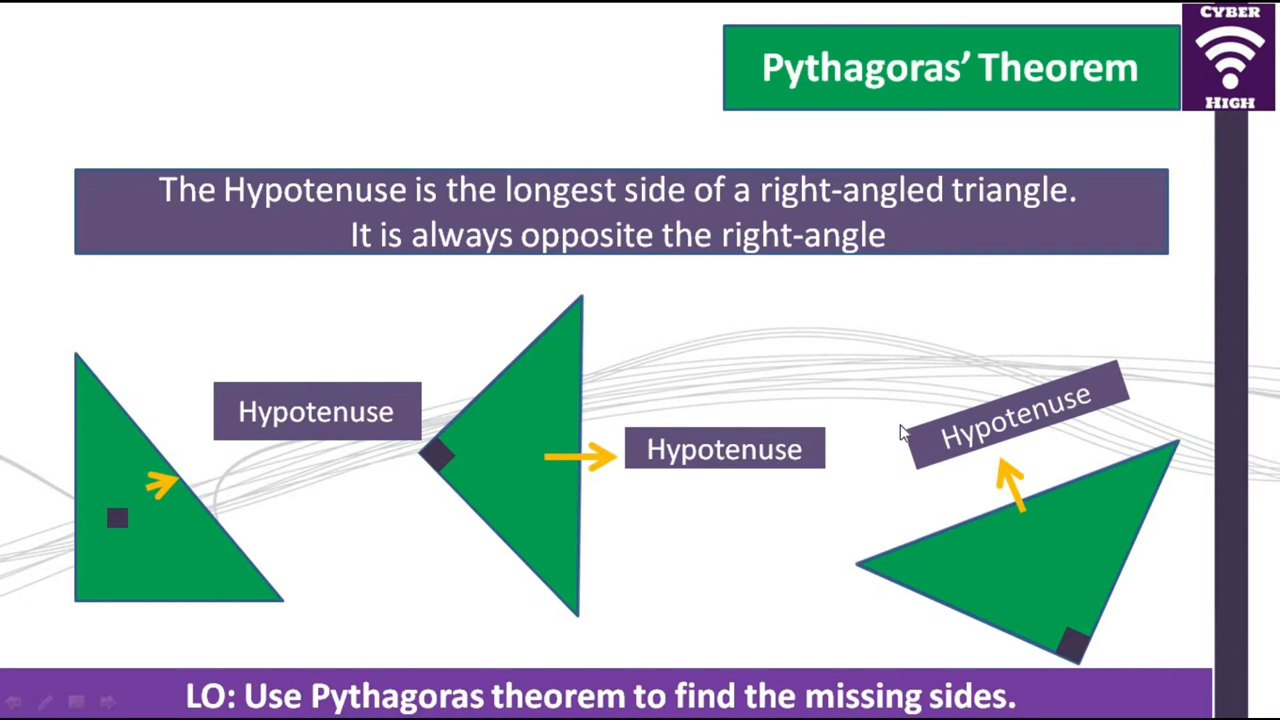 CYBER
Pythagoras’ Theorem
HIGH
The Hypotenuse is the longest side of a right-angled triangle.
It is always opposite the right-angle
Hypotenuse
Hypotenuse
Hypotenuse
LO: Use Pythagoras theorem to find the missing sides.